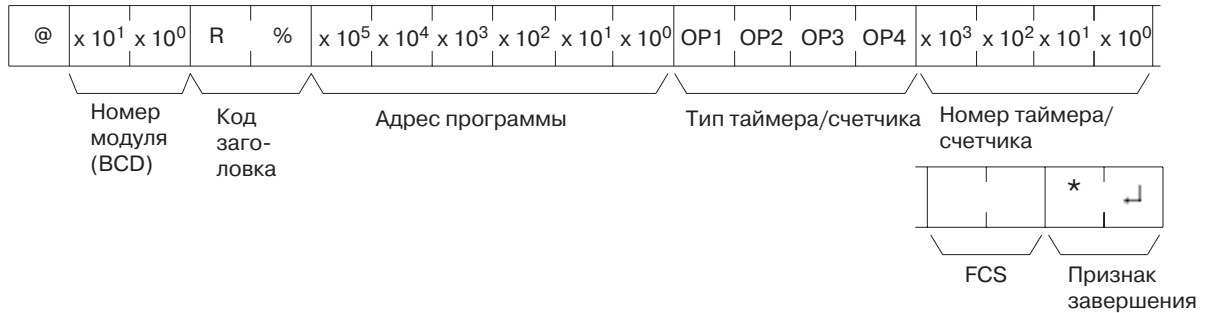 @ x 10¹ x 10⁰ R % x 10⁵ x 10⁴ x 10³ x 10² x 10¹ x 10⁰ OP1 OP2 OP3 OP4 x 10³ x 10² x 10¹ x 10⁰
Номер
модуля
(BCD)
Код
заго-
ловка
Адрес программы
Тип таймера/счетчика
Номер таймера/
счетчика
* ↵
FCS
Признак
завершения